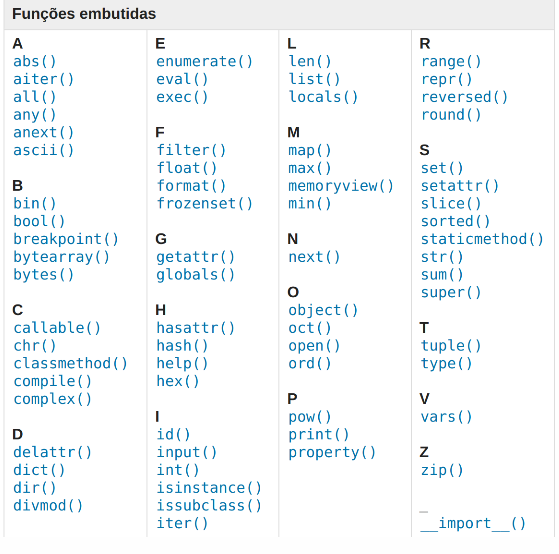 Funções embutidas
A
abs()
aiter()
all()
any()
anext()
ascii()
B
bin()
bool()
breakpoint()
bytearray()
bytes()
C
callable()
chr()
classmethod()
compile()
complex()
D
delattr()
dict()
dir()
divmod()
E
enumerate()
eval()
exec()
F
filter()
float()
format()
frozenset()
G
getattr()
globals()
H
hasattr()
hash()
help()
hex()
I
id()
input()
int()
isinstance()
issubclass()
iter()
L
len()
list()
locals()
M
map()
max()
memoryview()
min()
N
next()
O
object()
oct()
open()
ord()
P
pow()
print()
property()
R
range()
repr()
reversed()
round()
S
set()
setattr()
slice()
sorted()
staticmethod()
str()
sum()
super()
T
tuple()
type()
V
vars()
Z
zip()
_
__import__()